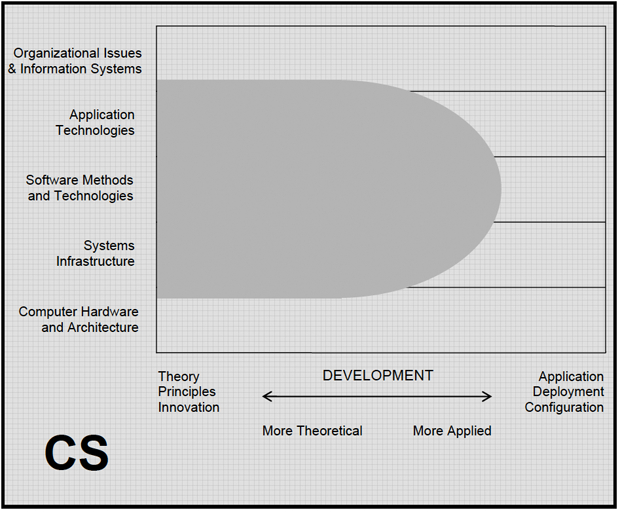 Organizational Issues
& Information Systems
Application
Technologies
Software Methods
and Technologies
Systems
Infrastructure
Computer Hardware
and Architecture
Theory
Principles
Innovation
DEVELOPMENT
Application
Deployment
Configuration
More Theoretical
More Applied
CS